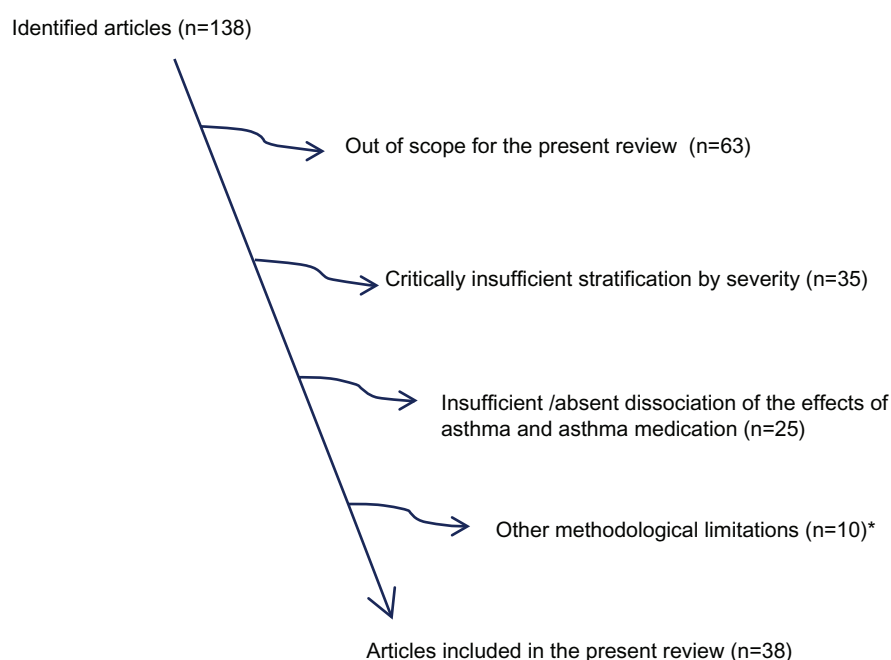 Identified articles (n=138)
Out of scope for the present review (n=63)
Critically insufficient stratification by severity (n=35)
Insufficient /absent dissociation of the effects of
asthma and asthma medication (n=25)
Other methodological limitations (n=10)*
Articles included in the present review (n=38)